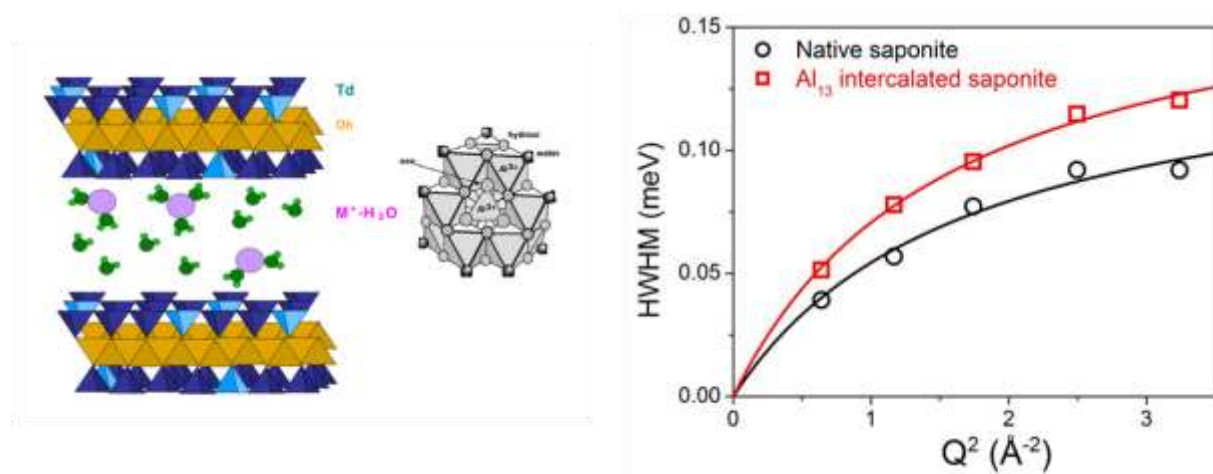 Td
Oh
M⁺-H₂O
hydroxo
water
oxo
Al³⁺
Al³⁺
0.15
0.10
0.05
0.00
HWHM (meV)
Native saponite
Al₁₃ intercalated saponite
0
1
2
3
Q² (Å⁻²)